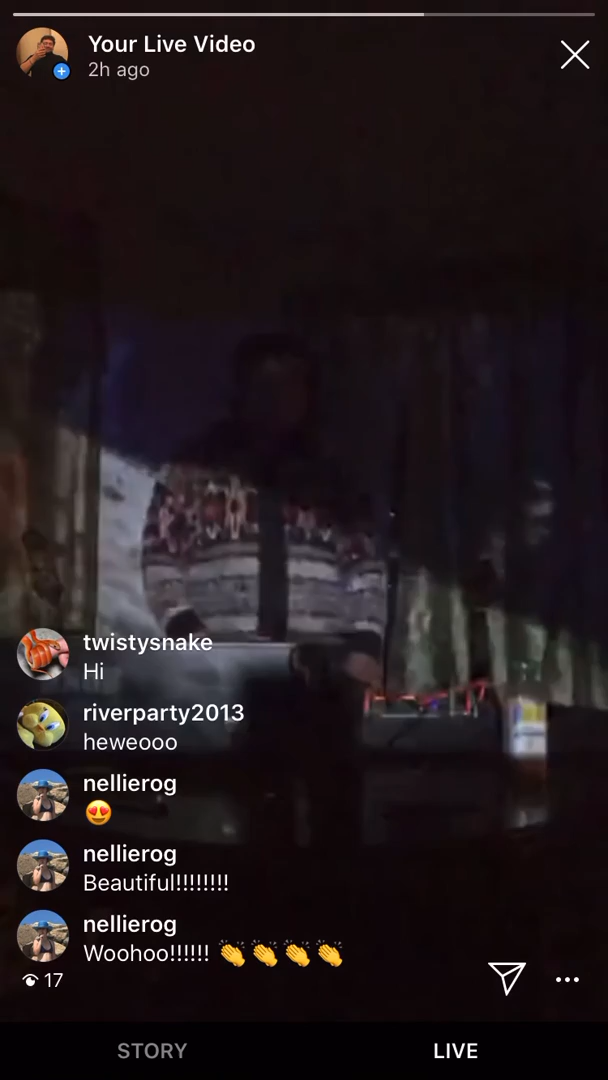 Your Live Video
2h ago
twistysnake
Hi
riverparty2013
heweooo
nellierog
😍
nellierog
Beautiful!!!!!!!!
nellierog
Woohoo!!!!!! 👏 👏 👏 👏
17
STORY
LIVE